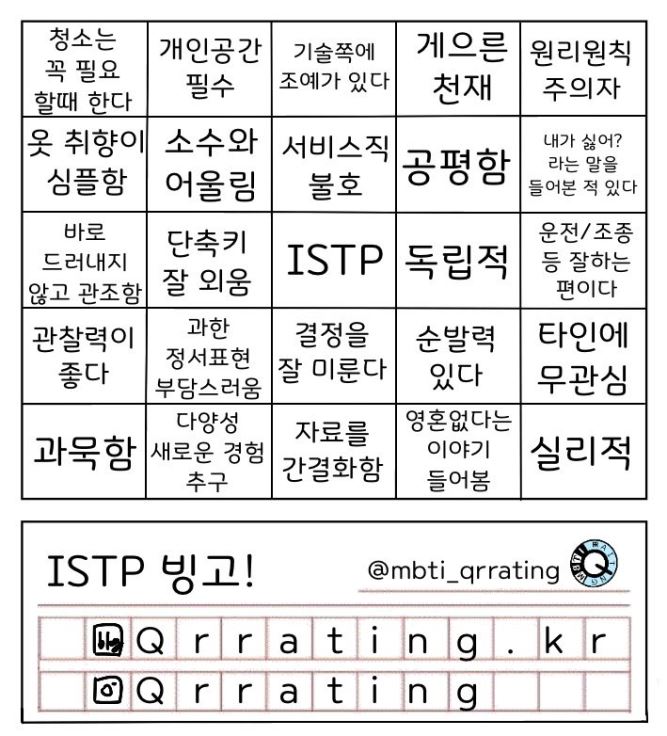 청소는
꼭 필요
할때 한다
개인공간
필수
기술쪽에
조예가 있다
게으른
천재
원리원칙
주의자
옷 취향이
심플함
소수와
어울림
서비스직
불호
공평함
내가 싫어?
라는 말을
들어본 적 있다
바로
드러내지
않고 관조함
단축키
잘 외움
ISTP
독립적
운전/조종
등 잘하는
편이다
관찰력이
좋다
과한
정서표현
부담스러움
결정을
잘 미룬다
순발력
있다
타인에
무관심
과묵함
다양성
새로운 경험
추구
자료를
간결화함
영혼없다는
이야기
들어봄
실리적
ISTP 빙고!
@mbti_qrrating
Qrrating.kr
Qrrating